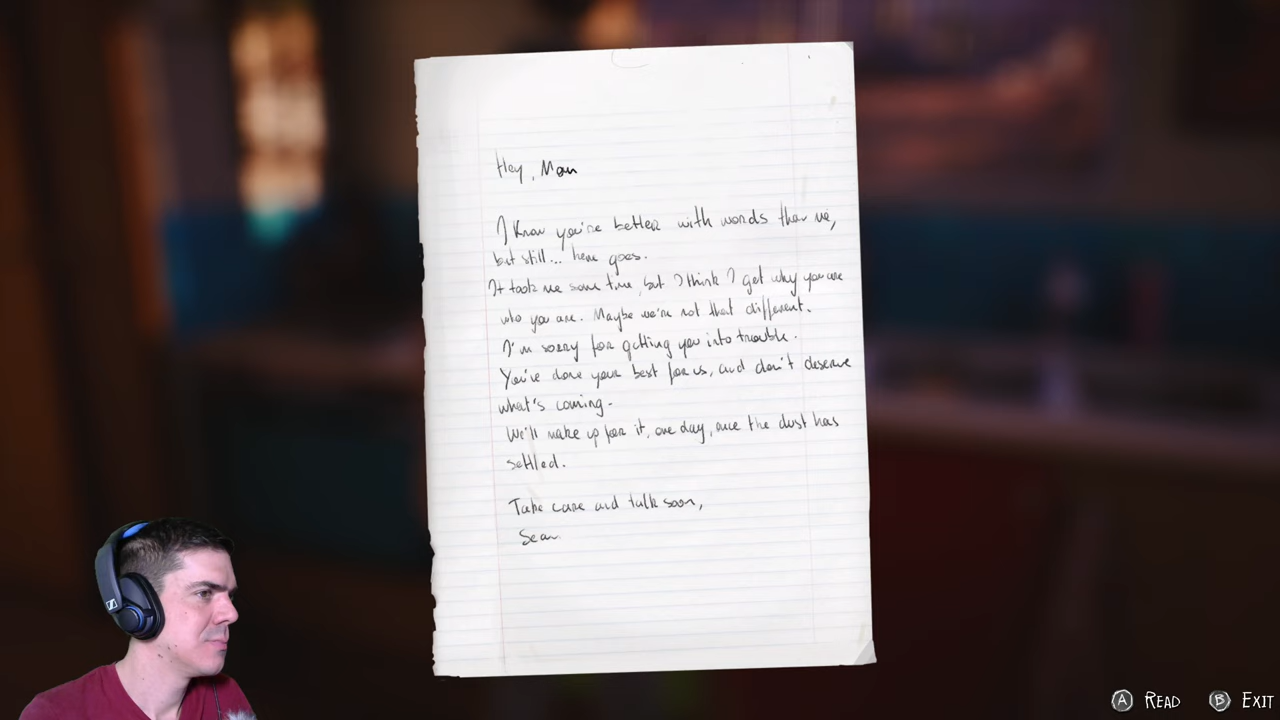 Hey, Mom
I know you're better with words than me,
but still... here goes.
It took me some time, but I think I get why you are
who you are. Maybe we're not that different.
I'm sorry for getting you into trouble.
You've done your best for us, and don't deserve
what's coming.
We'll make up for it, one day, once the dust has
settled.
Take care and talk soon,
Sean
A READ B EXIT